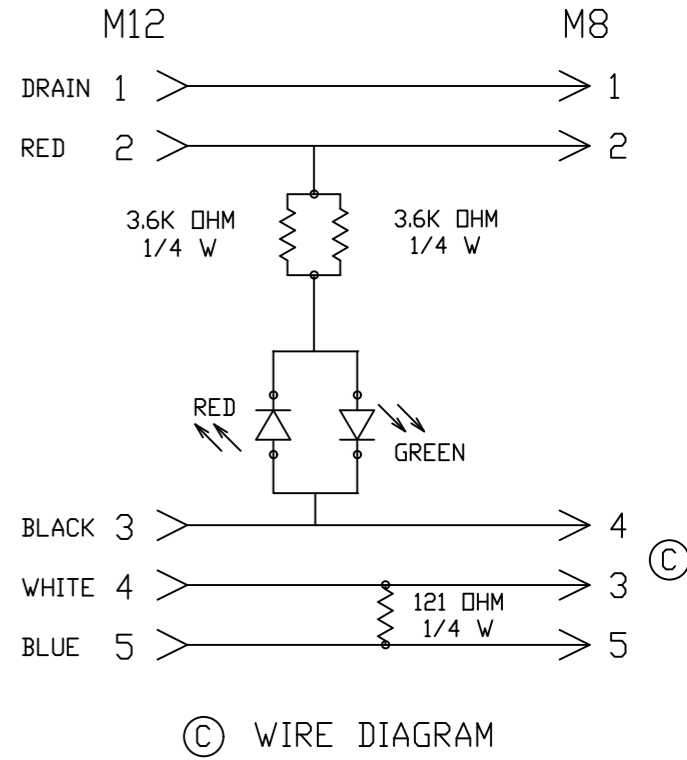 M12 M8
DRAIN 1 1
RED 2 2
3.6K OHM 3.6K OHM
1/4 W 1/4 W
RED
GREEN
BLACK 3 4
C
WHITE 4 3
121 OHM
1/4 W
BLUE 5 5
C WIRE DIAGRAM